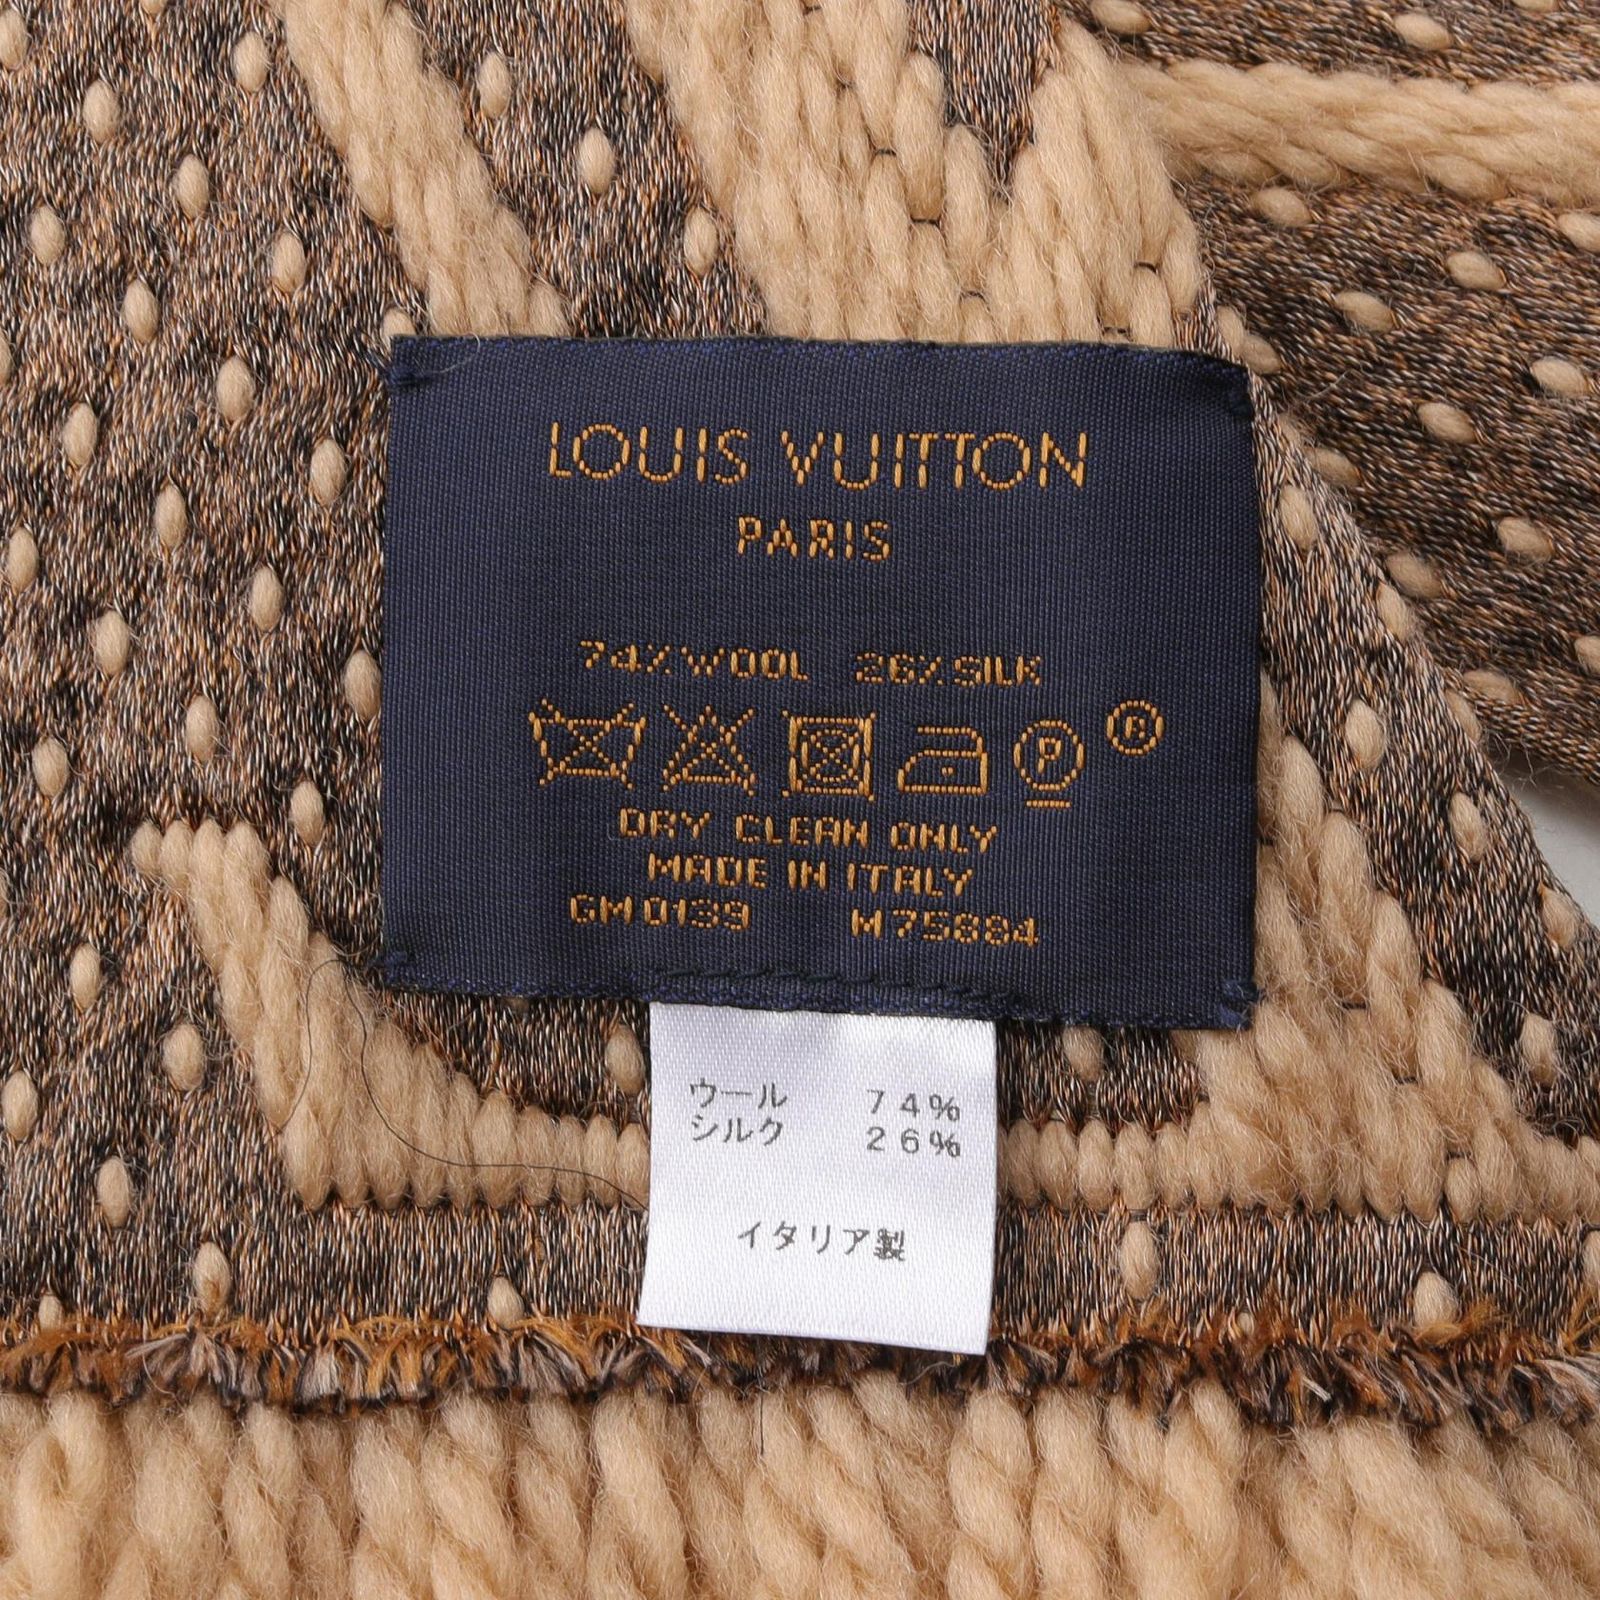 LOUIS VUITTON
PARIS
74% WOOL 26% SILK
P ®
DRY CLEAN ONLY
MADE IN ITALY
GM0139 M75884
ウール 74%
シルク 26%
イタリア製